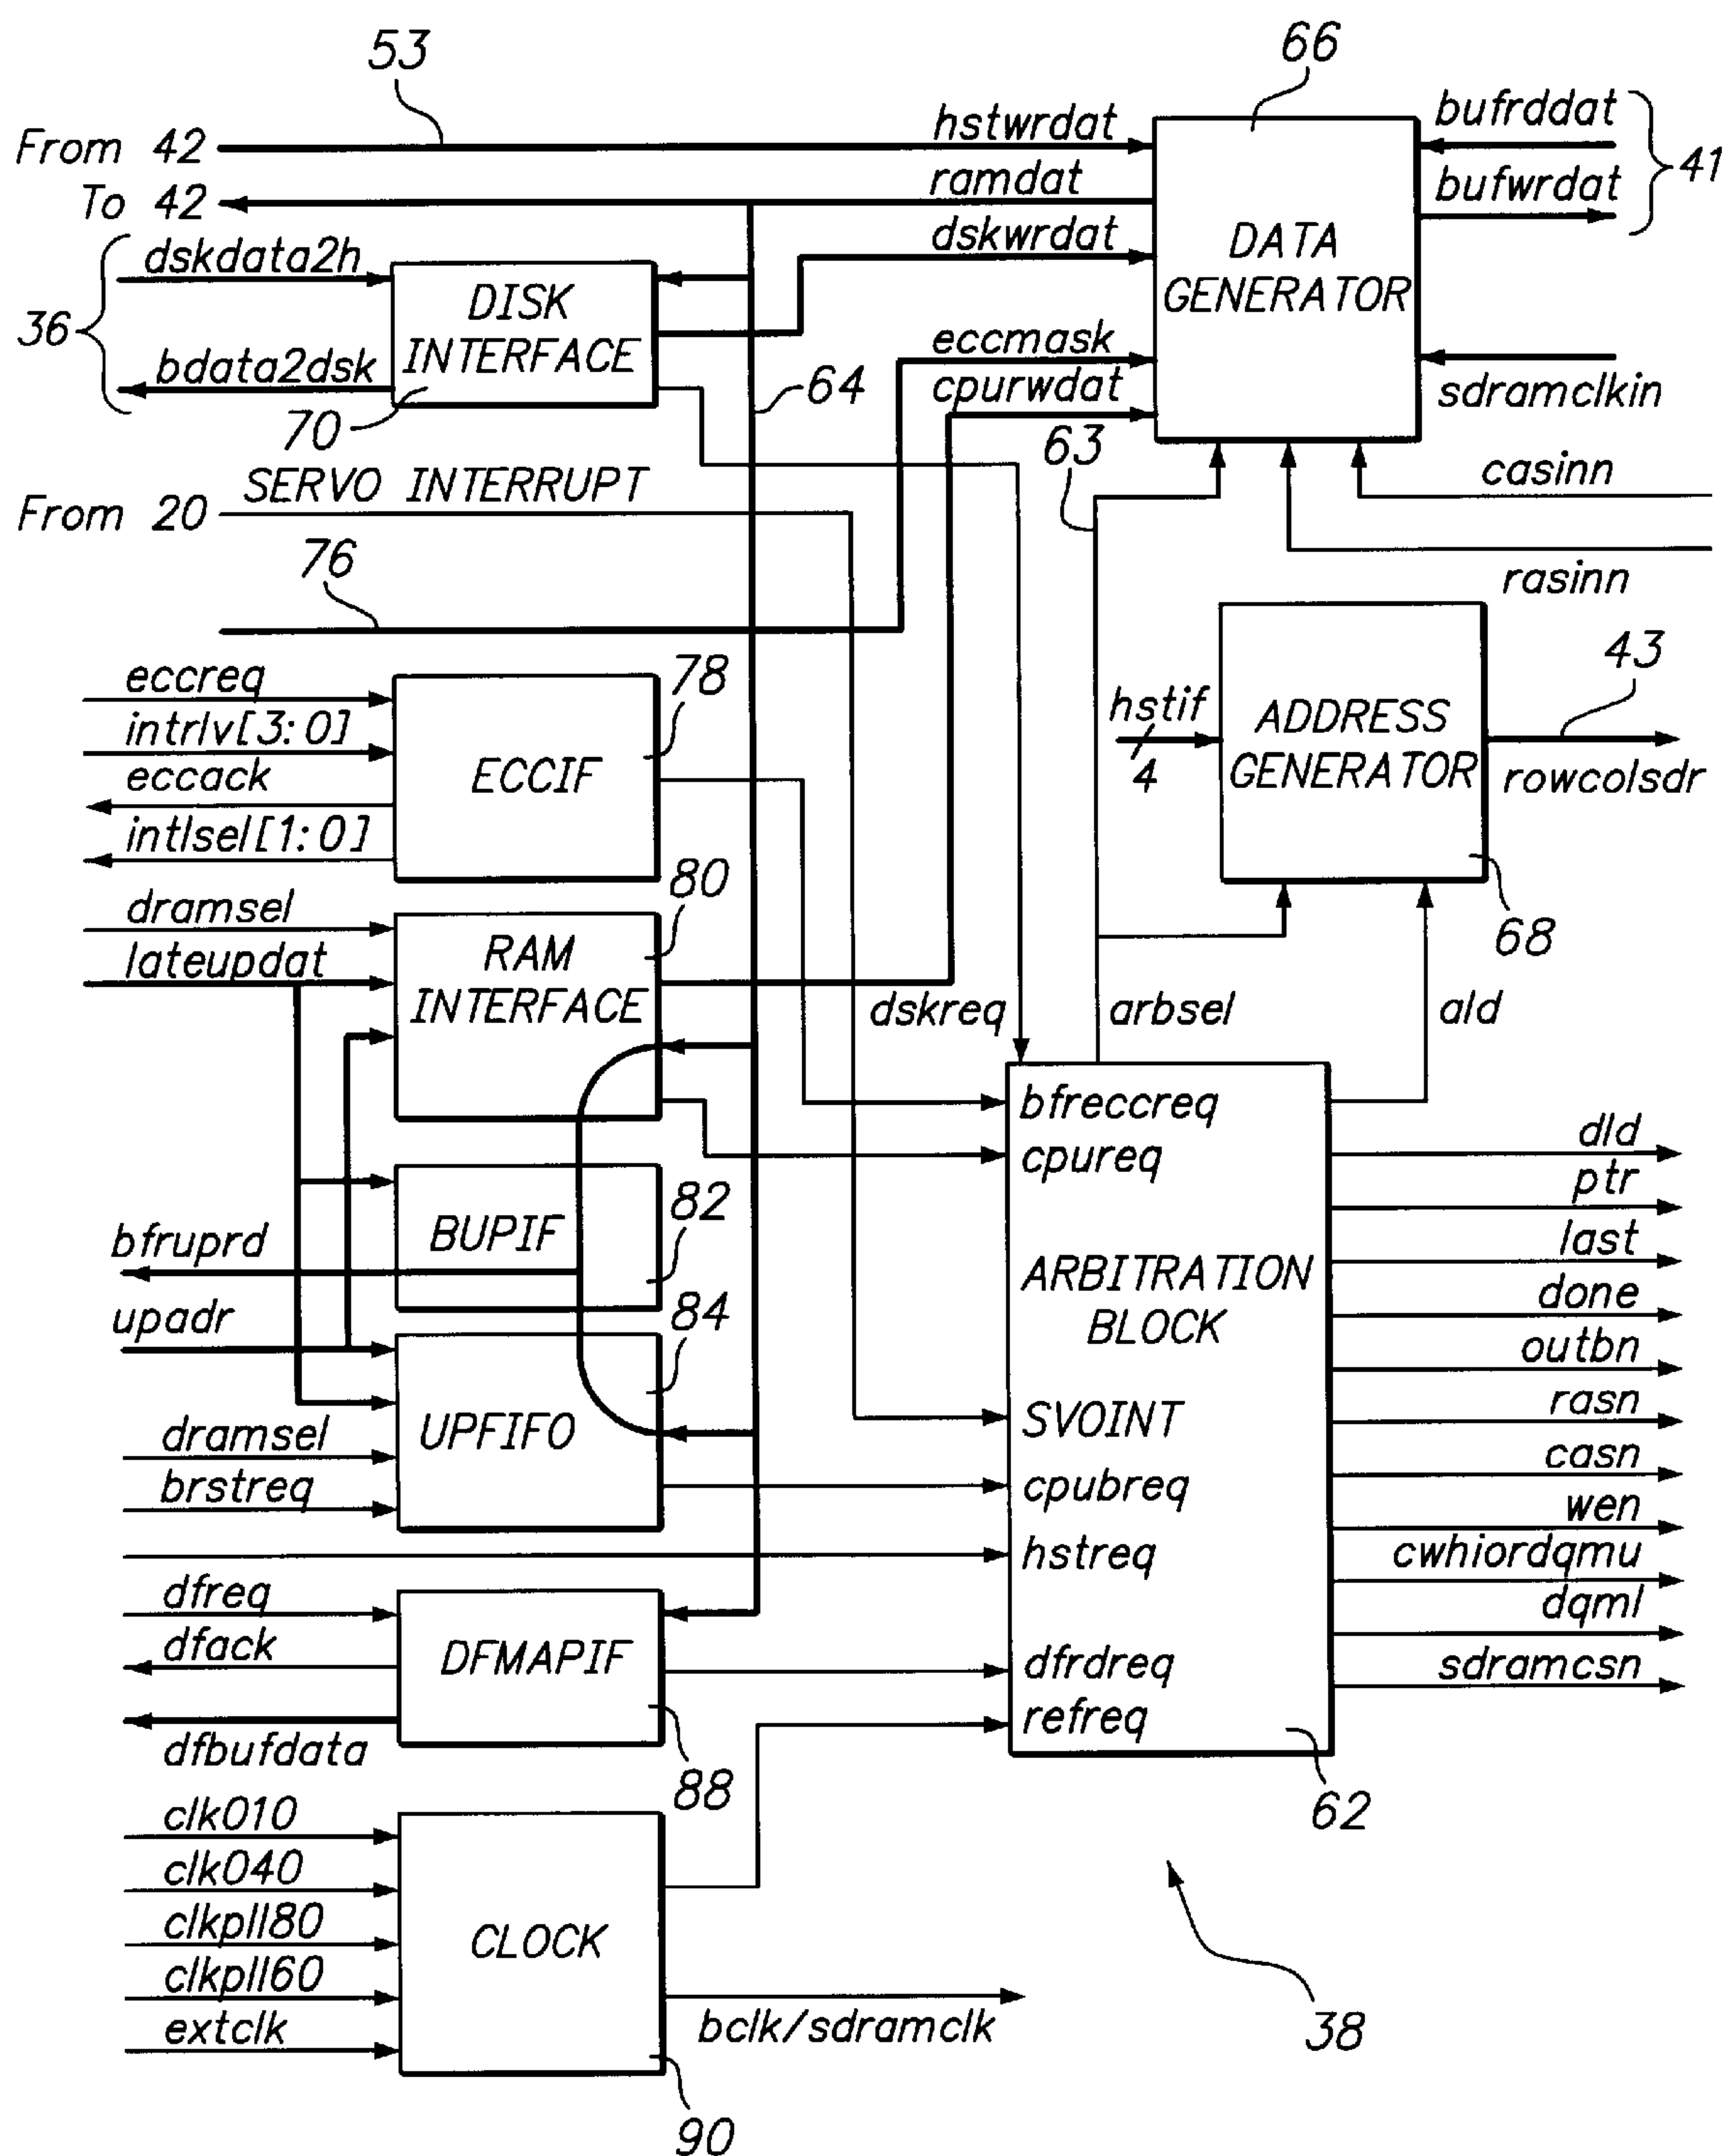 53
66
From 42
hstwrdat
bufrddat
To 42
ramdat
bufwrdat
41
dskdata2h
dskwrdat
DATA
GENERATOR
36
DISK
INTERFACE
eccmask
bdata2dsk
64
cpurwdat
sdramclkin
70
63
SERVO INTERRUPT
casinn
From 20
76
rasinn
eccreq
78
43
intrlv[3:0]
hstif
4
ADDRESS
GENERATOR
ECCIF
eccack
rowcolsdr
intlsel[1:0]
80
dramsel
68
lateupdat
RAM
INTERFACE
dskreq
arbsel
ald
bfreccreq
cpureq
dld
ptr
82
BUPIF
bfruprd
last
ARBITRATION
BLOCK
84
done
upadr
outbn
rasn
UPFIFO
SVOINT
dramsel
casn
brstreq
cpubreq
wen
hstreq
cwhiordqmu
dfreq
dqml
dfack
DFMAPIF
dfrdreq
sdramcsn
refreq
dfbufdata
88
62
clk010
clk040
clkpll80
CLOCK
clkpll60
extclk
bclk/sdramclk
38
90